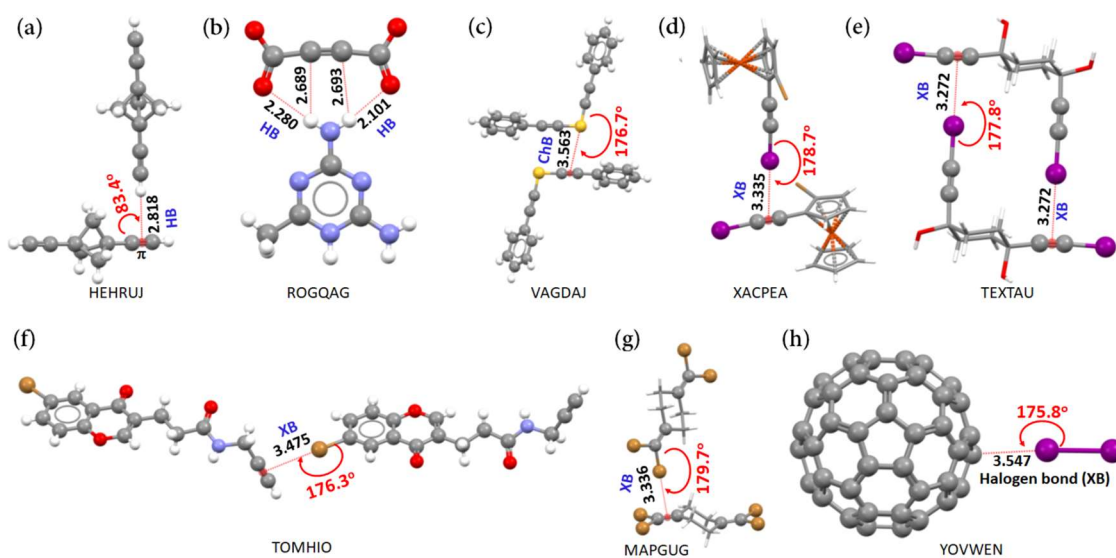 (a)
83.4°
2.818
HB
π
HEHRUJ
(b)
2.689
2.693
2.280
2.101
HB
HB
ROGQAG
(c)
ChB
3.563
176.7°
VAGDAJ
(d)
XB
3.335
178.7°
XACPEA
(e)
XB
3.272
177.8°
3.272
XB
TEXTAU
(f)
XB
3.475
176.3°
TOMHIO
(g)
XB
3.336
179.7°
MAPGUG
(h)
175.8°
3.547
Halogen bond (XB)
YOVWEN